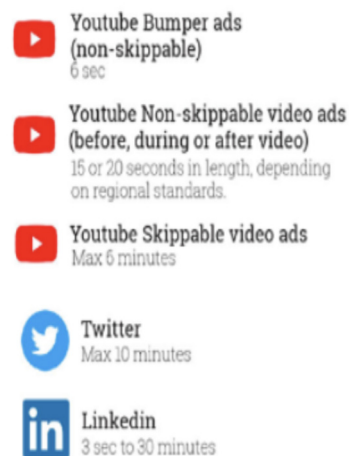 Youtube Bumper ads
(non-skippable)
6 sec
Youtube Non-skippable video ads
(before, during or after video)
15 or 20 seconds in length, depending
on regional standards.
Youtube Skippable video ads
Max 6 minutes
Twitter
Max 10 minutes
in
Linkedin
3 sec to 30 minutes